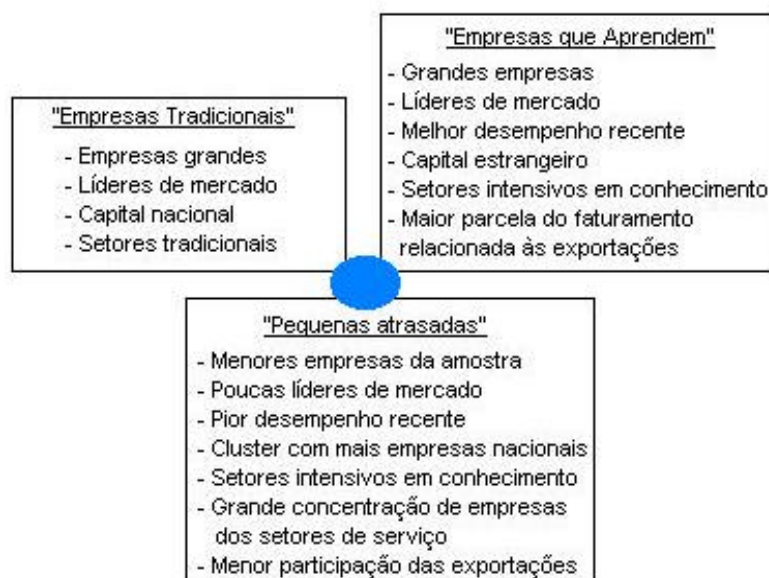 "Empresas Tradicionais"
- Empresas grandes
- Líderes de mercado
- Capital nacional
- Setores tradicionais
"Empresas que Aprendem"
- Grandes empresas
- Líderes de mercado
- Melhor desempenho recente
- Capital estrangeiro
- Setores intensivos em conhecimento
- Maior parcela do faturamento
relacionada às exportações
"Pequenas atrasadas"
- Menores empresas da amostra
- Poucas líderes de mercado
- Pior desempenho recente
- Cluster com mais empresas nacionais
- Setores intensivos em conhecimento
- Grande concentração de empresas
dos setores de serviço
- Menor participação das exportações